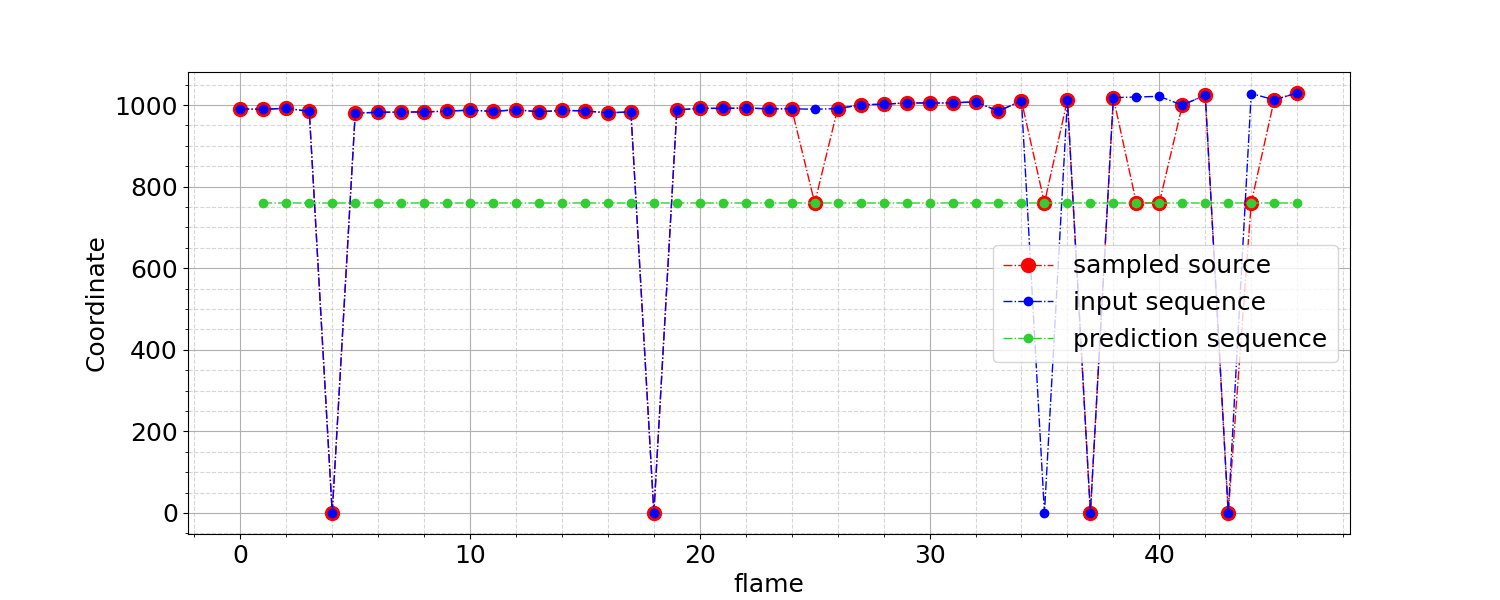 1000
800
600
400
200
0
Coordinate
sampled source
input sequence
prediction sequence
0 10 20 30 40
flame